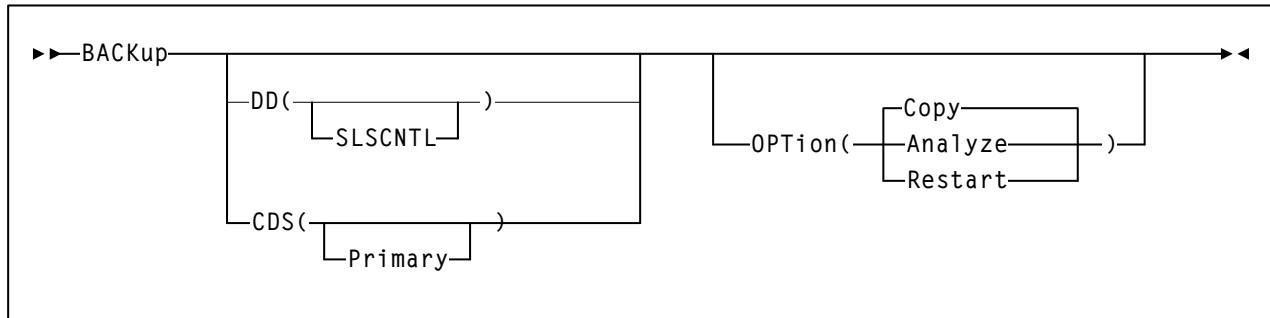 BACKup
DD( )
SLSCNTL
CDS( )
Primary
OPTion( )
Copy
Analyze
Restart